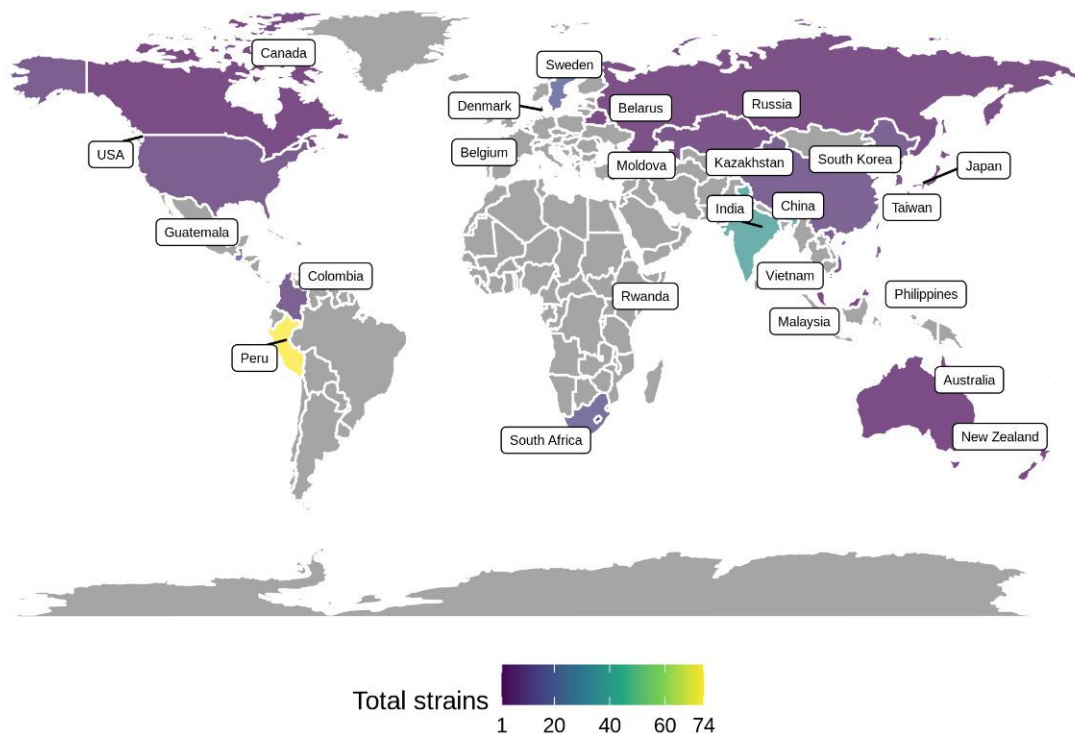 Canada
Sweden
Denmark
Belarus
Russia
USA
Belgium
Moldova
Kazakhstan
South Korea
Japan
India
China
Taiwan
Guatemala
Colombia
Vietnam
Rwanda
Philippines
Malaysia
Peru
Australia
South Africa
New Zealand
Total strains
1 20 40 60 74